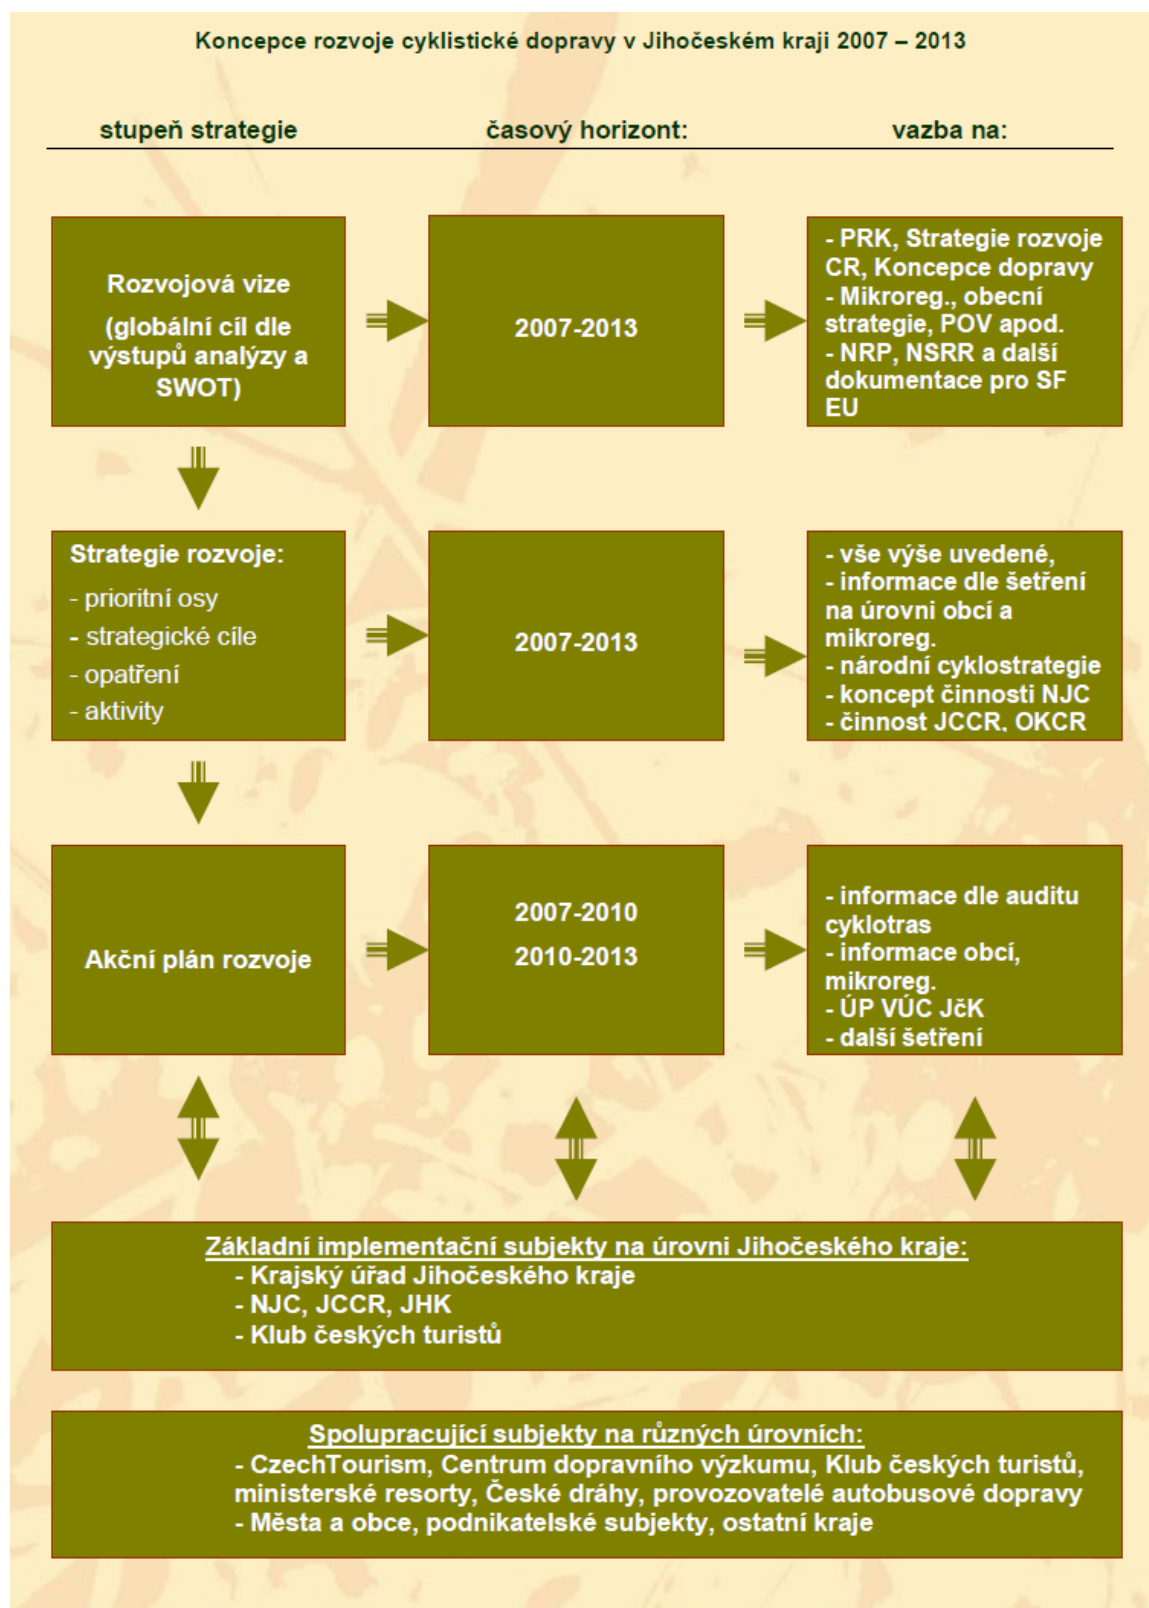 Koncepce rozvoje cyklistické dopravy v Jihočeském kraji 2007 – 2013
stupeň strategie
časový horizont:
vazba na:
Rozvojová vize
(globální cíl dle
výstupů analýzy a
SWOT)
2007-2013
- PRK, Strategie rozvoje
CR, Koncepce dopravy
- Mikroreg., obecní
strategie, POV apod.
- NRP, NSRR a další
dokumentace pro SF
EU
Strategie rozvoje:
- prioritní osy
- strategické cíle
- opatření
- aktivity
2007-2013
- vše výše uvedené,
- informace dle šetření
na úrovni obcí a
mikroreg.
- národní cyklostrategie
- koncept činnosti NJC
- činnost JCCR, OKCR
Akční plán rozvoje
2007-2010
2010-2013
- informace dle auditu
cyklotras
- informace obcí,
mikroreg.
- ÚP VÚC JčK
- další šetření
Základní implementační subjekty na úrovni Jihočeského kraje:
- Krajský úřad Jihočeského kraje
- NJC, JCCR, JHK
- Klub českých turistů
Spolupracující subjekty na různých úrovních:
- CzechTourism, Centrum dopravního výzkumu, Klub českých turistů,
ministerské resorty, České dráhy, provozovatelé autobusové dopravy
- Města a obce, podnikatelské subjekty, ostatní kraje